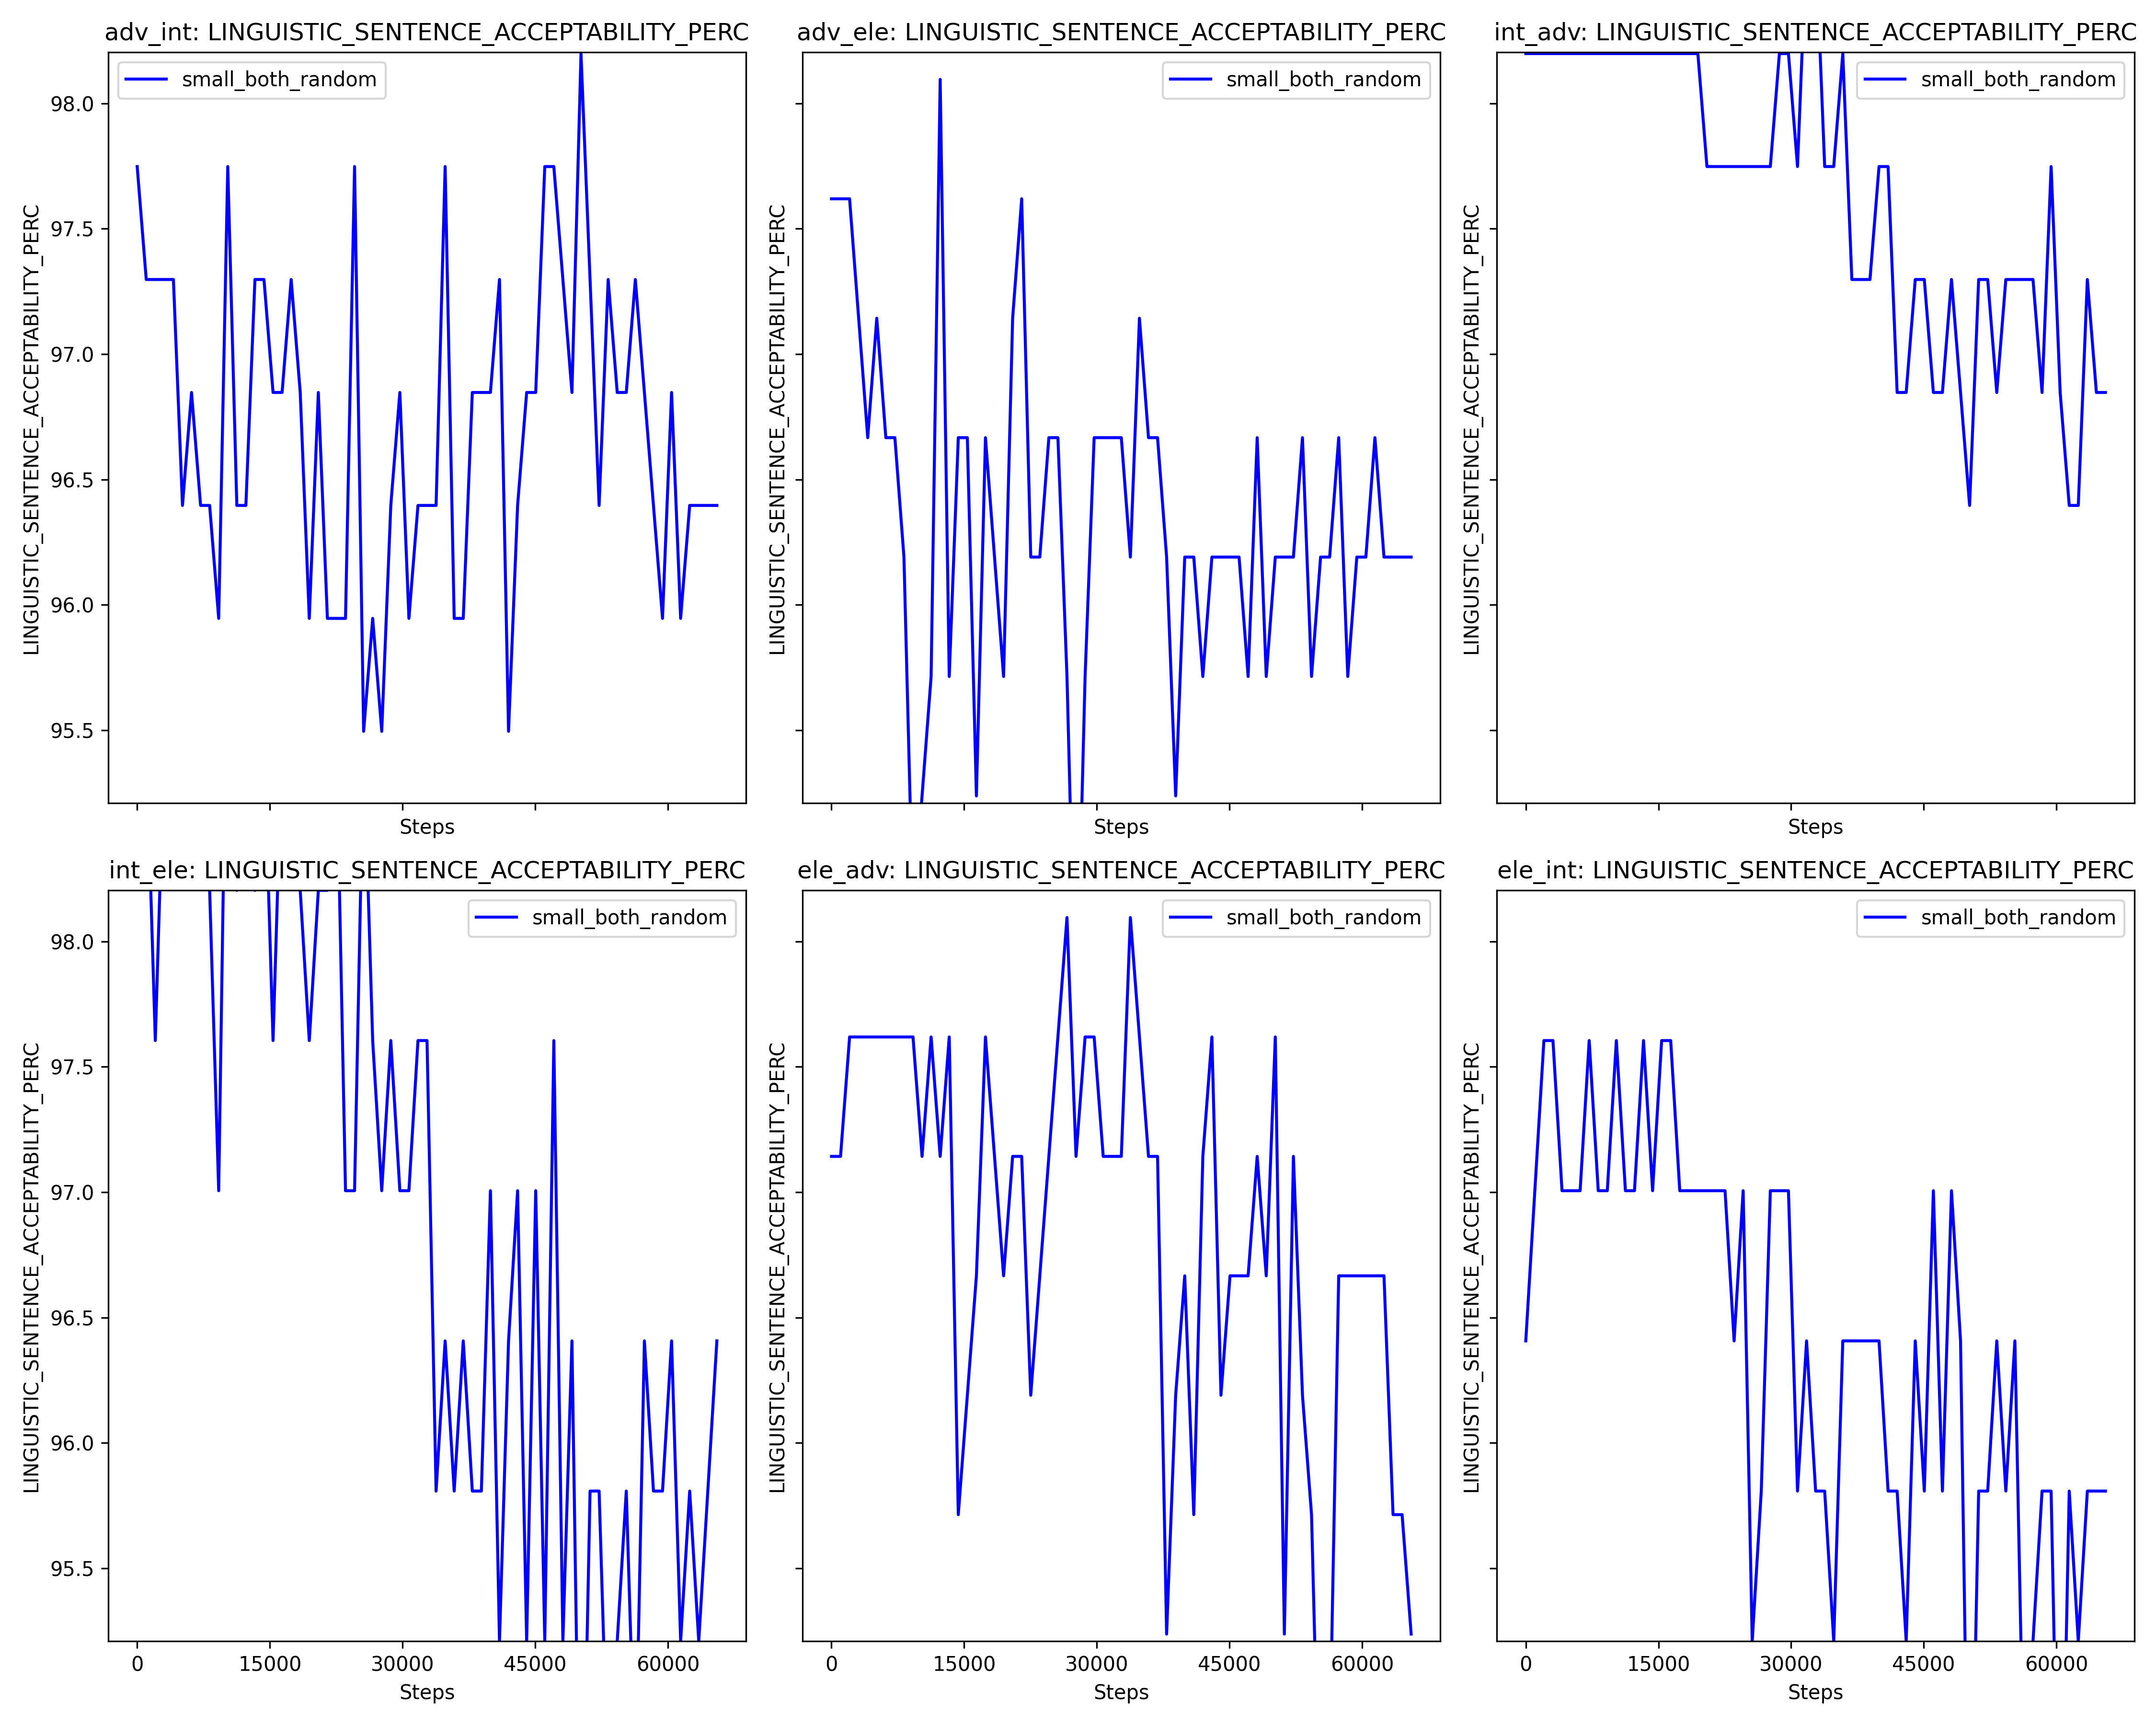 adv_int: LINGUISTIC_SENTENCE_ACCEPTABILITY_PERC
small_both_random
98.0
97.5
97.0
96.5
96.0
95.5
LINGUISTIC_SENTENCE_ACCEPTABILITY_PERC
Steps
adv_ele: LINGUISTIC_SENTENCE_ACCEPTABILITY_PERC
small_both_random
LINGUISTIC_SENTENCE_ACCEPTABILITY_PERC
Steps
int_adv: LINGUISTIC_SENTENCE_ACCEPTABILITY_PERC
small_both_random
LINGUISTIC_SENTENCE_ACCEPTABILITY_PERC
Steps
int_ele: LINGUISTIC_SENTENCE_ACCEPTABILITY_PERC
small_both_random
98.0
97.5
97.0
96.5
96.0
95.5
LINGUISTIC_SENTENCE_ACCEPTABILITY_PERC
0 15000 30000 45000 60000
Steps
ele_adv: LINGUISTIC_SENTENCE_ACCEPTABILITY_PERC
small_both_random
LINGUISTIC_SENTENCE_ACCEPTABILITY_PERC
0 15000 30000 45000 60000
Steps
ele_int: LINGUISTIC_SENTENCE_ACCEPTABILITY_PERC
small_both_random
LINGUISTIC_SENTENCE_ACCEPTABILITY_PERC
0 15000 30000 45000 60000
Steps